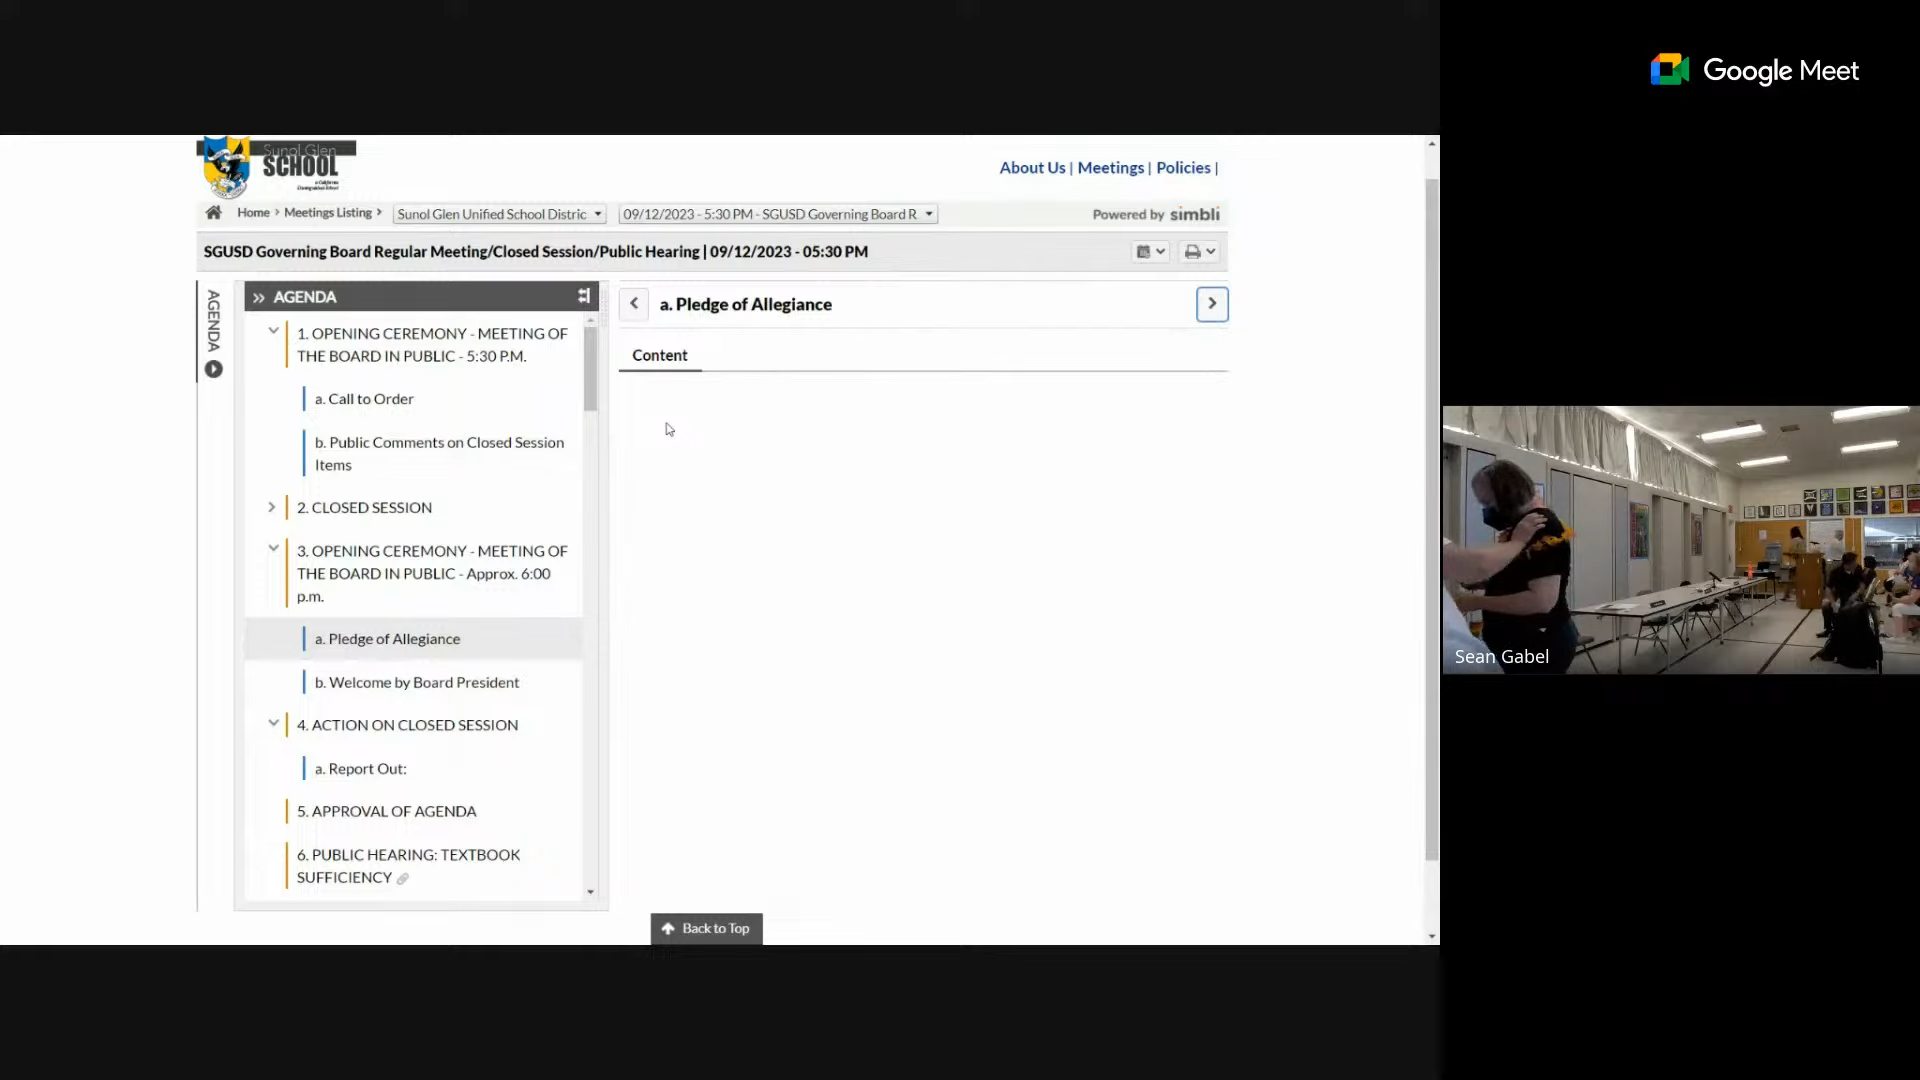 Google Meet
Sunol Glen
SCHOOL
About Us | Meetings | Policies |
Home > Meetings Listing >
Sunol Glen Unified School Distric
09/12/2023 - 5:30 PM - SGUSD Governing Board R
Powered by simbli
SGUSD Governing Board Regular Meeting/Closed Session/Public Hearing | 09/12/2023 - 05:30 PM
AGENDA
AGENDA
1. OPENING CEREMONY - MEETING OF
THE BOARD IN PUBLIC - 5:30 P.M.
a. Call to Order
b. Public Comments on Closed Session
Items
2. CLOSED SESSION
3. OPENING CEREMONY - MEETING OF
THE BOARD IN PUBLIC - Approx. 6:00
p.m.
a. Pledge of Allegiance
b. Welcome by Board President
4. ACTION ON CLOSED SESSION
a. Report Out:
5. APPROVAL OF AGENDA
6. PUBLIC HEARING: TEXTBOOK
SUFFICIENCY
a. Pledge of Allegiance
Content
Back to Top
Sean Gabel